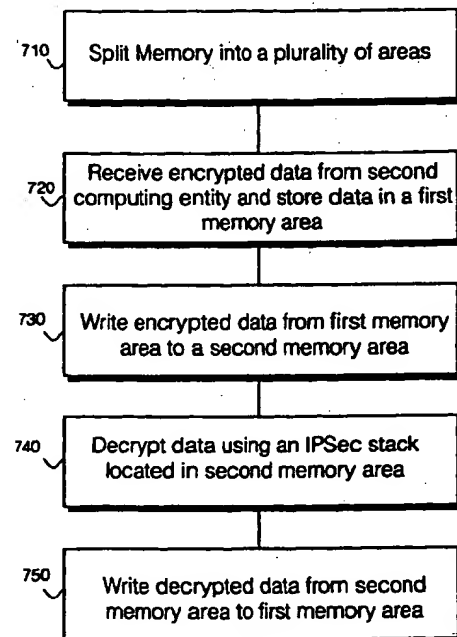 710
Split Memory into a plurality of areas
720
Receive encrypted data from second
computing entity and store data in a first
memory area
730
Write encrypted data from first memory
area to a second memory area
740
Decrypt data using an IPSec stack
located in second memory area
750
Write decrypted data from second
memory area to first memory area